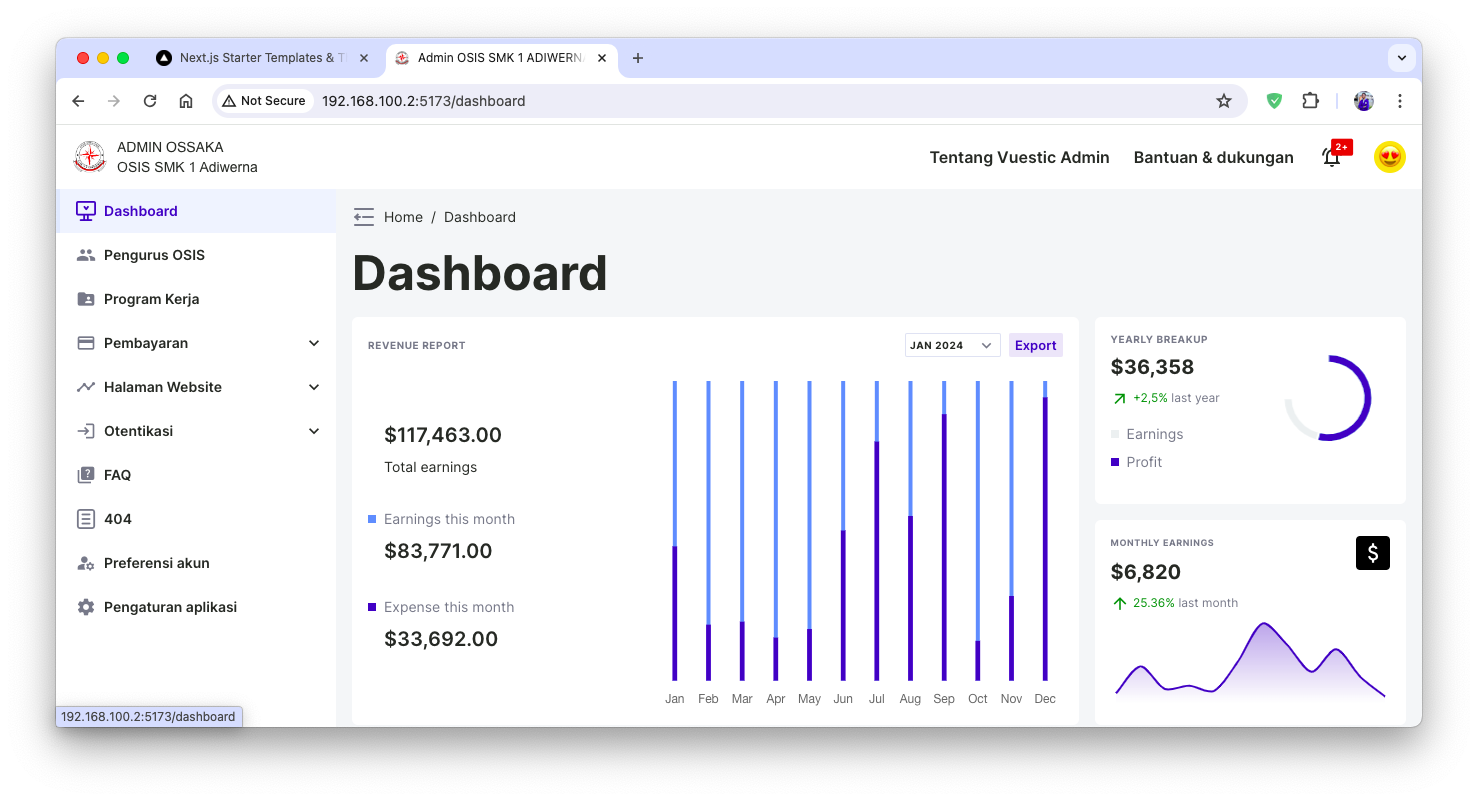 Next.js Starter Templates & T
Admin OSIS SMK 1 ADIWERN
Not Secure
192.168.100.2:5173/dashboard
ADMIN OSSAKA
OSIS SMK 1 Adiwerna
Tentang Vuestic Admin
Bantuan & dukungan
2+
Dashboard
Pengurus OSIS
Program Kerja
Pembayaran
Halaman Website
Otentikasi
FAQ
404
Preferensi akun
Pengaturan aplikasi
Home / Dashboard
Dashboard
REVENUE REPORT
JAN 2024
Export
$117,463.00
Total earnings
Earnings this month
$83,771.00
Expense this month
$33,692.00
Jan Feb Mar Apr May Jun Jul Aug Sep Oct Nov Dec
YEARLY BREAKUP
$36,358
+2,5% last year
Earnings
Profit
MONTHLY EARNINGS
$6,820
25.36% last month
$
192.168.100.2:5173/dashboard